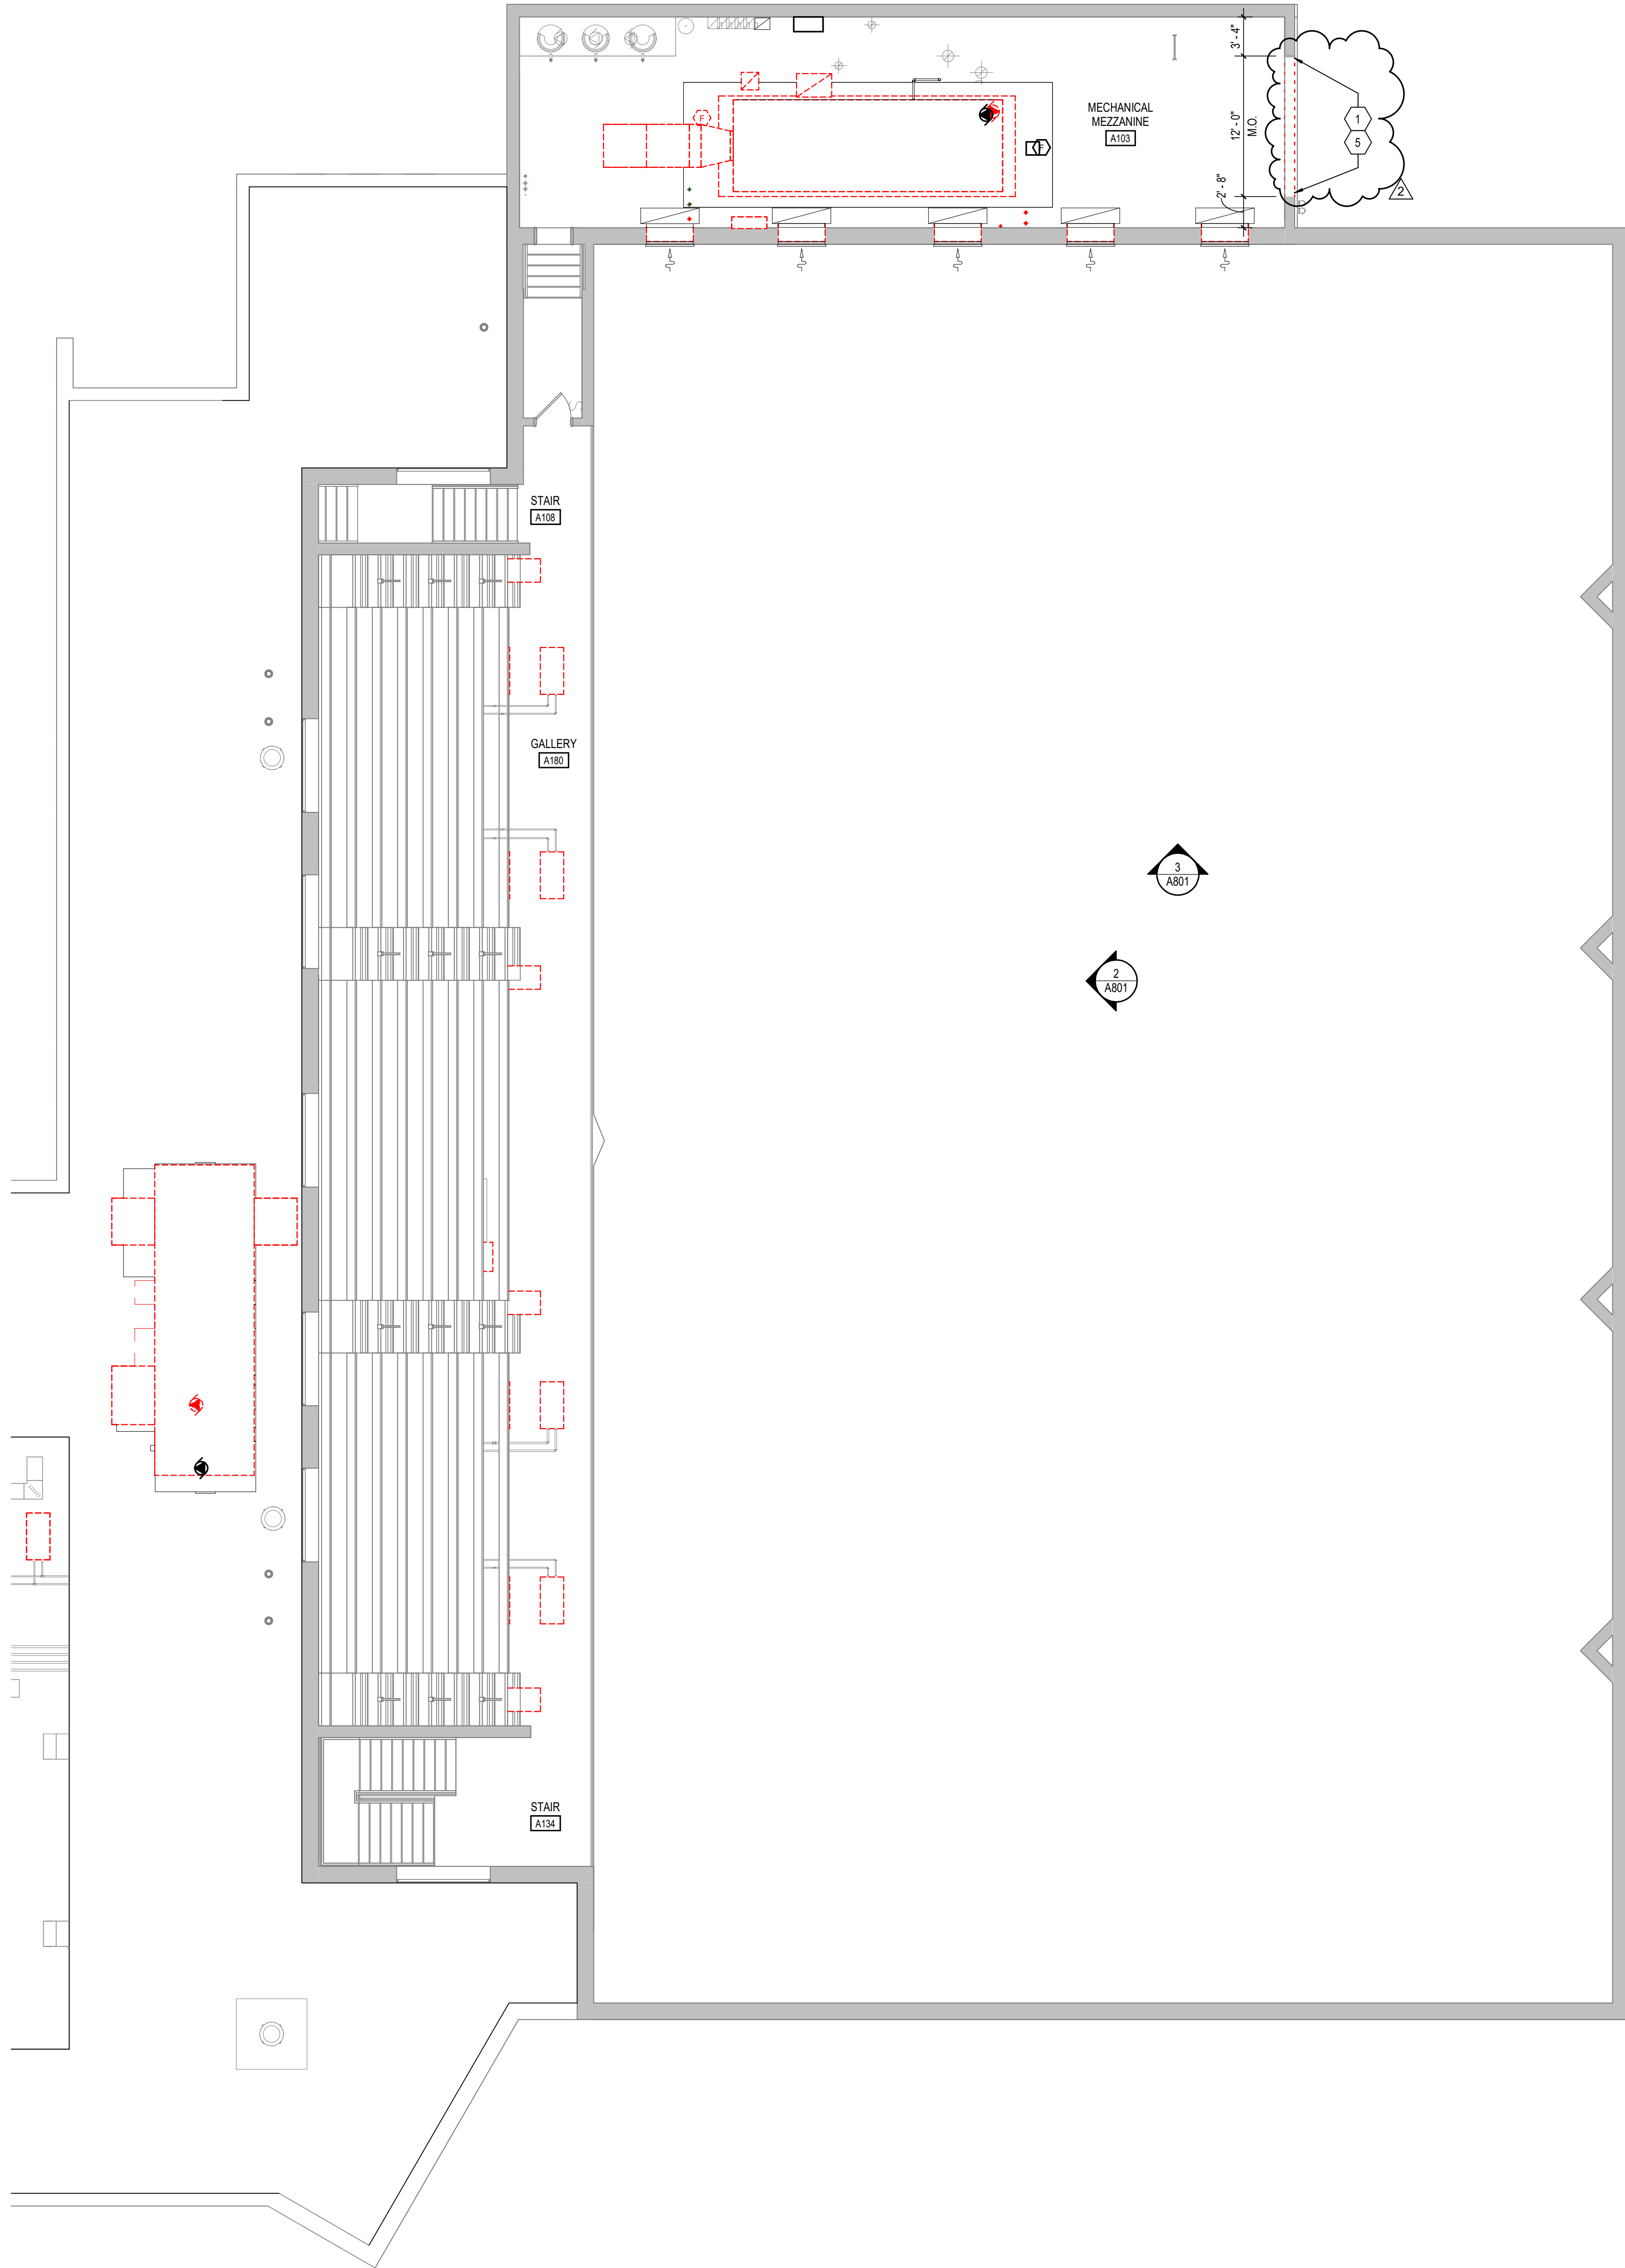 3' - 4"
12' - 0"
M.O.
2' - 8"
1
5
2
MECHANICAL
MEZZANINE
A103
F
F
STAIR
A108
GALLERY
A180
3
A801
2
A801
STAIR
A134